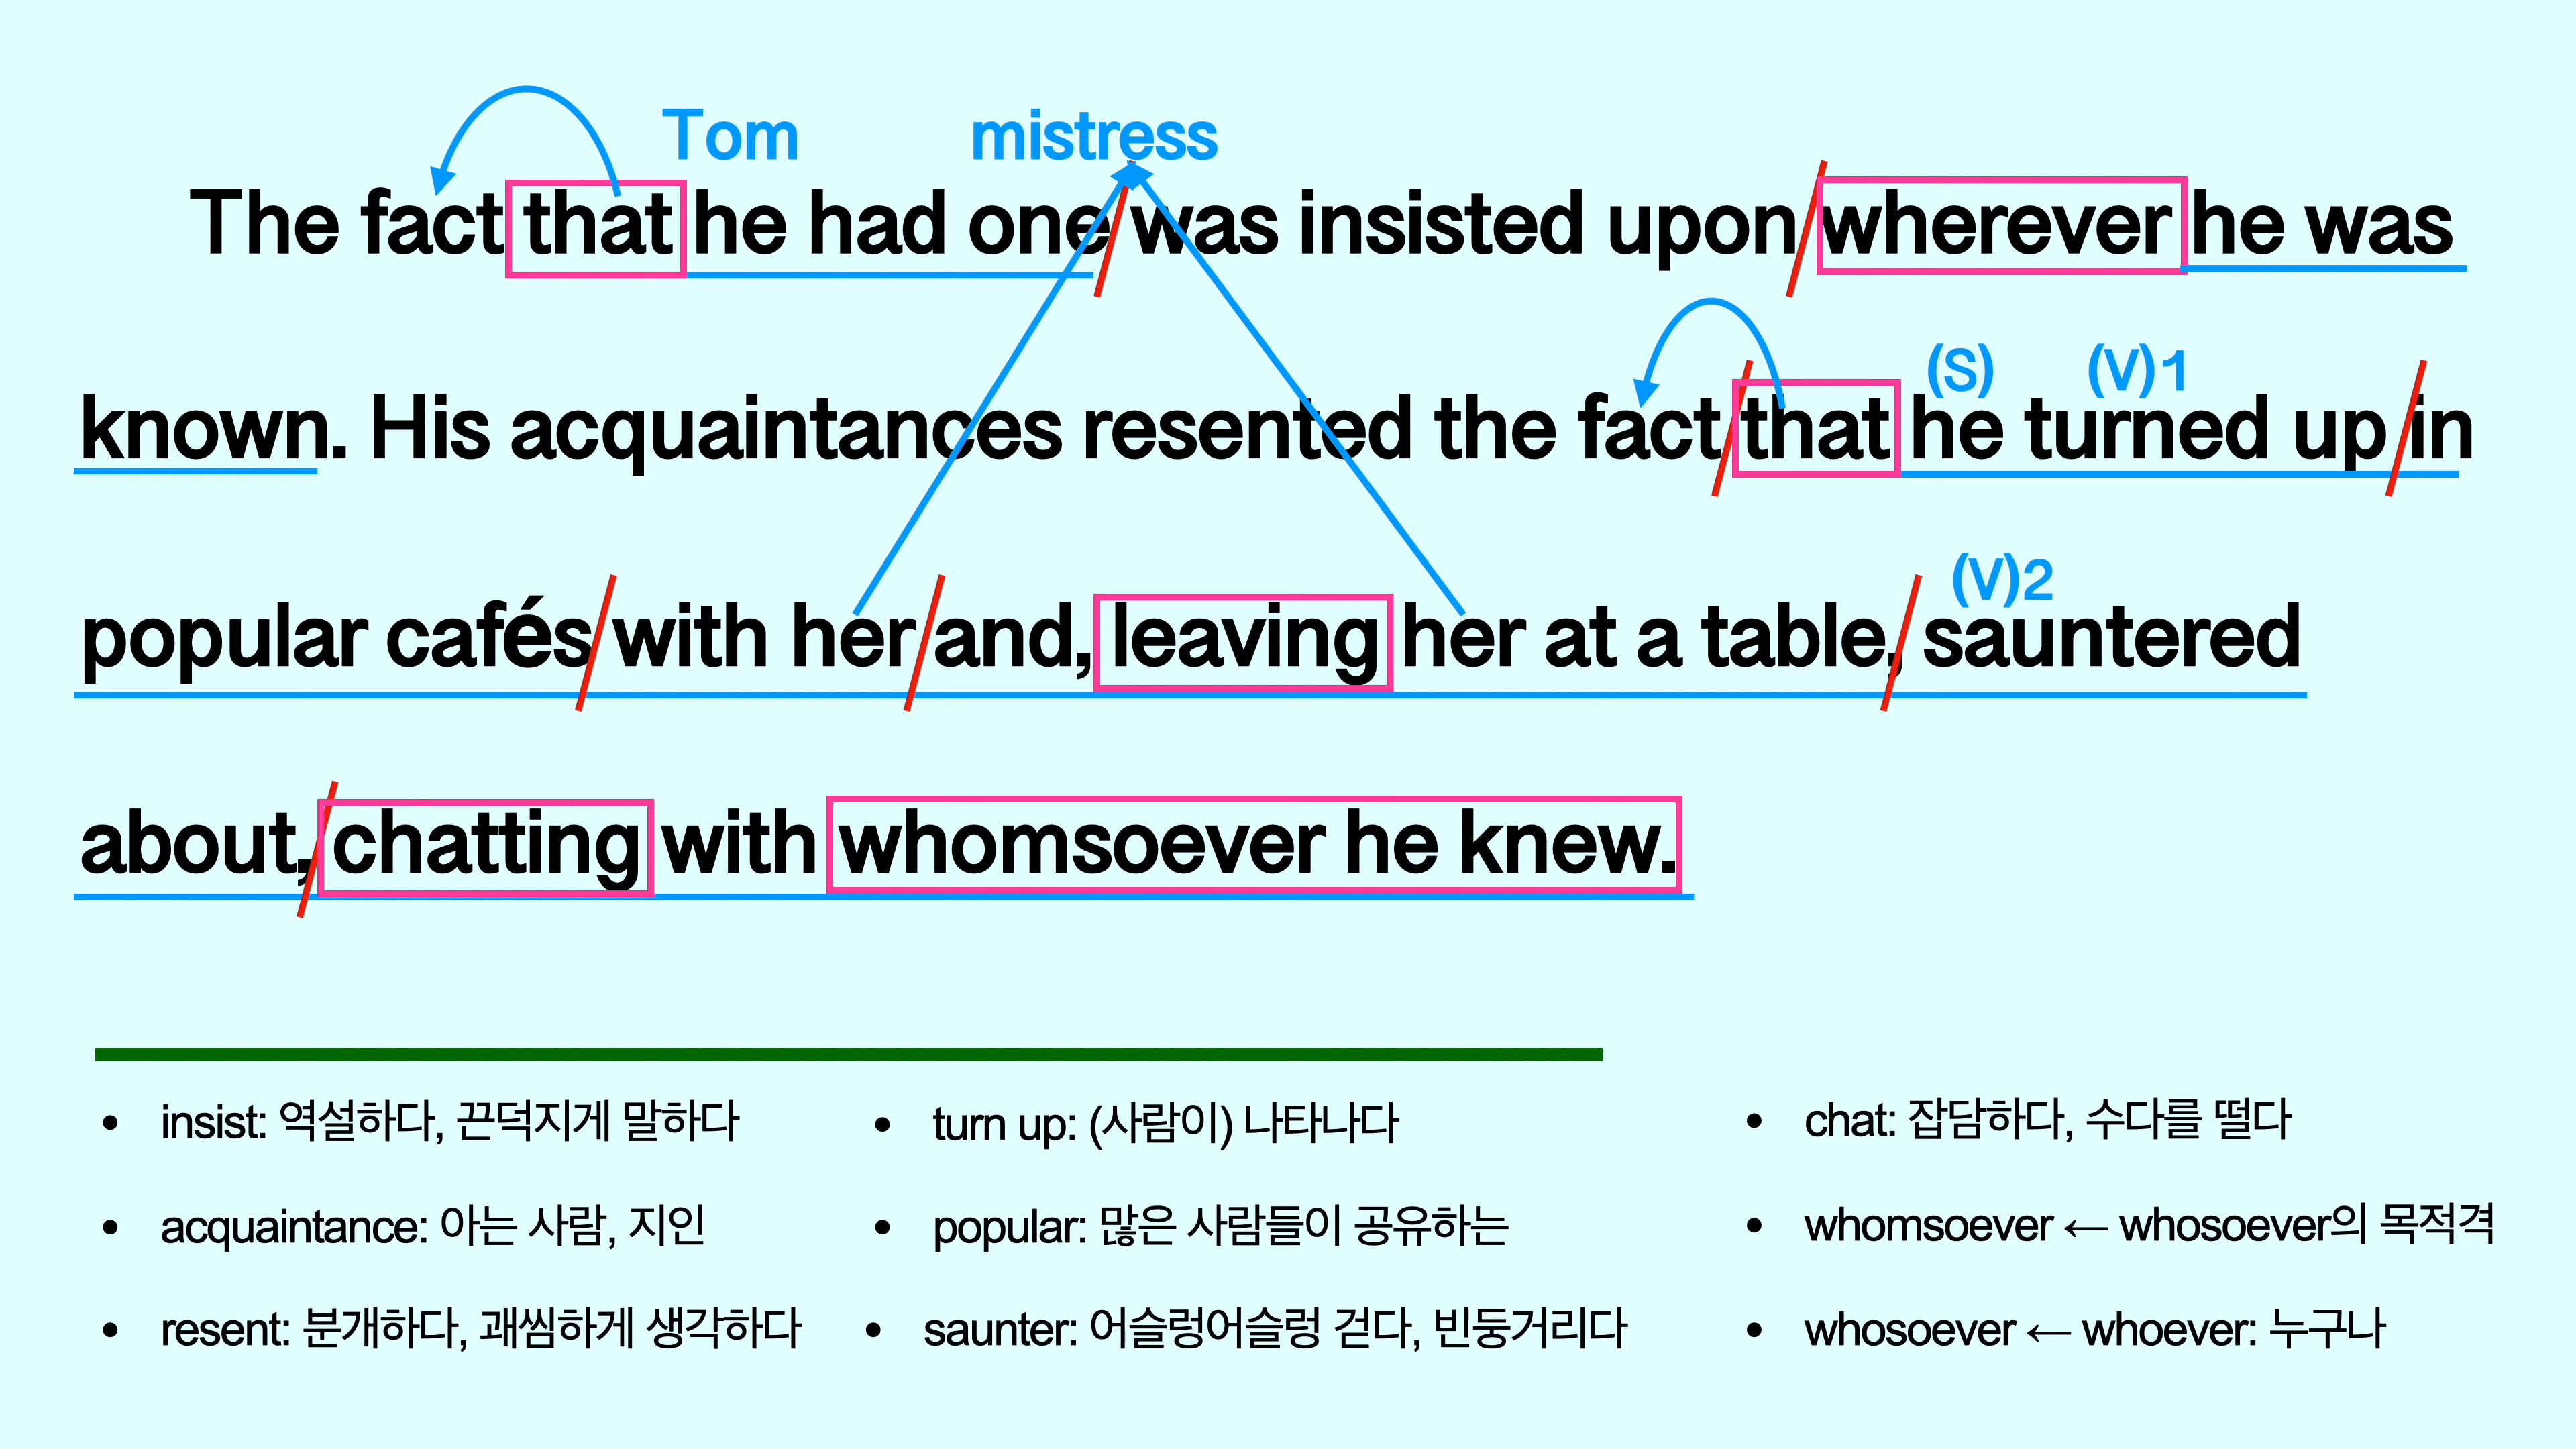 Tom mistress
The fact that he had one was insisted upon wherever he was
(S) (V)1
known. His acquaintances resented the fact that he turned up in
(V)2
popular cafés with her and, leaving her at a table, sauntered
about, chatting with whomsoever he knew.
• insist: 역설하다, 끈덕지게 말하다
• acquaintance: 아는 사람, 지인
• resent: 분개하다, 괘씸하게 생각하다
• turn up: (사람이) 나타나다
• popular: 많은 사람들이 공유하는
• saunter: 어슬렁어슬렁 걷다, 빈둥거리다
• chat: 잡담하다, 수다를 떨다
• whomsoever ← whosoever의 목적격
• whosoever ← whoever: 누구나